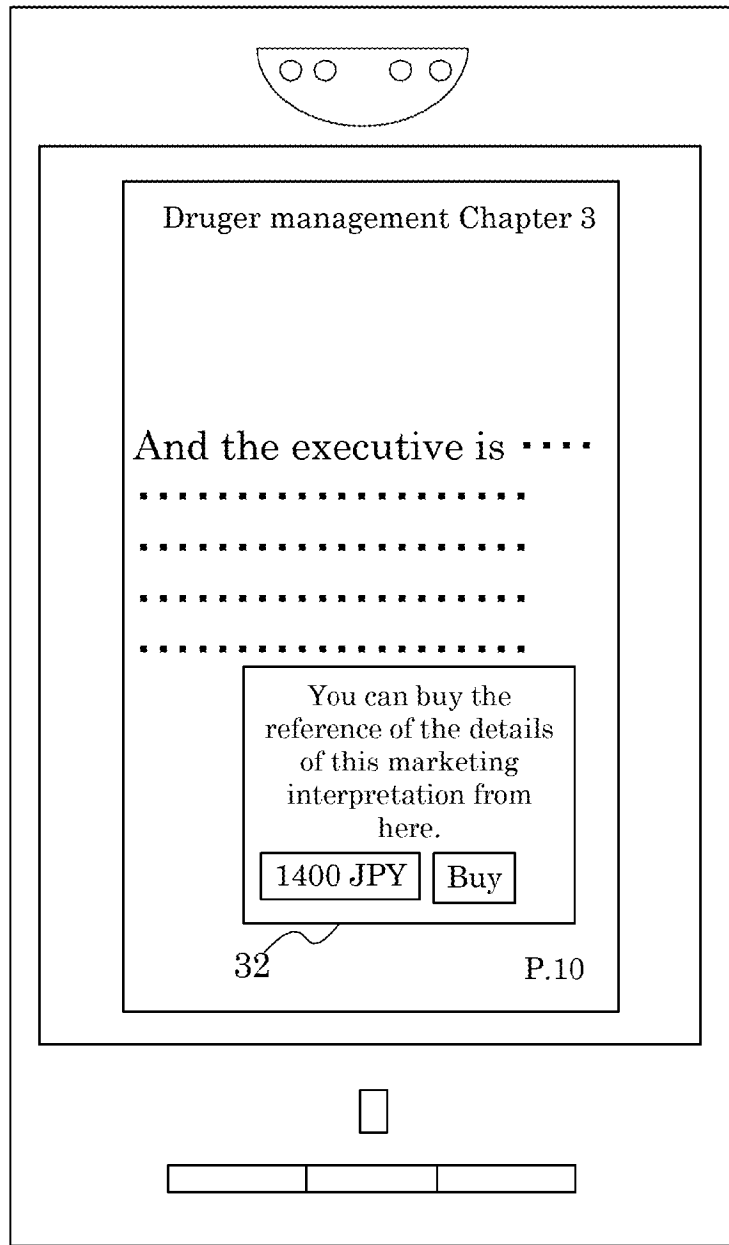 Druger management Chapter 3
And the executive is ････
････････････････････
････････････････････
････････････････････
････････････････････
You can buy the
reference of the details
of this marketing
interpretation from
here.
1400 JPY Buy
32 P.10